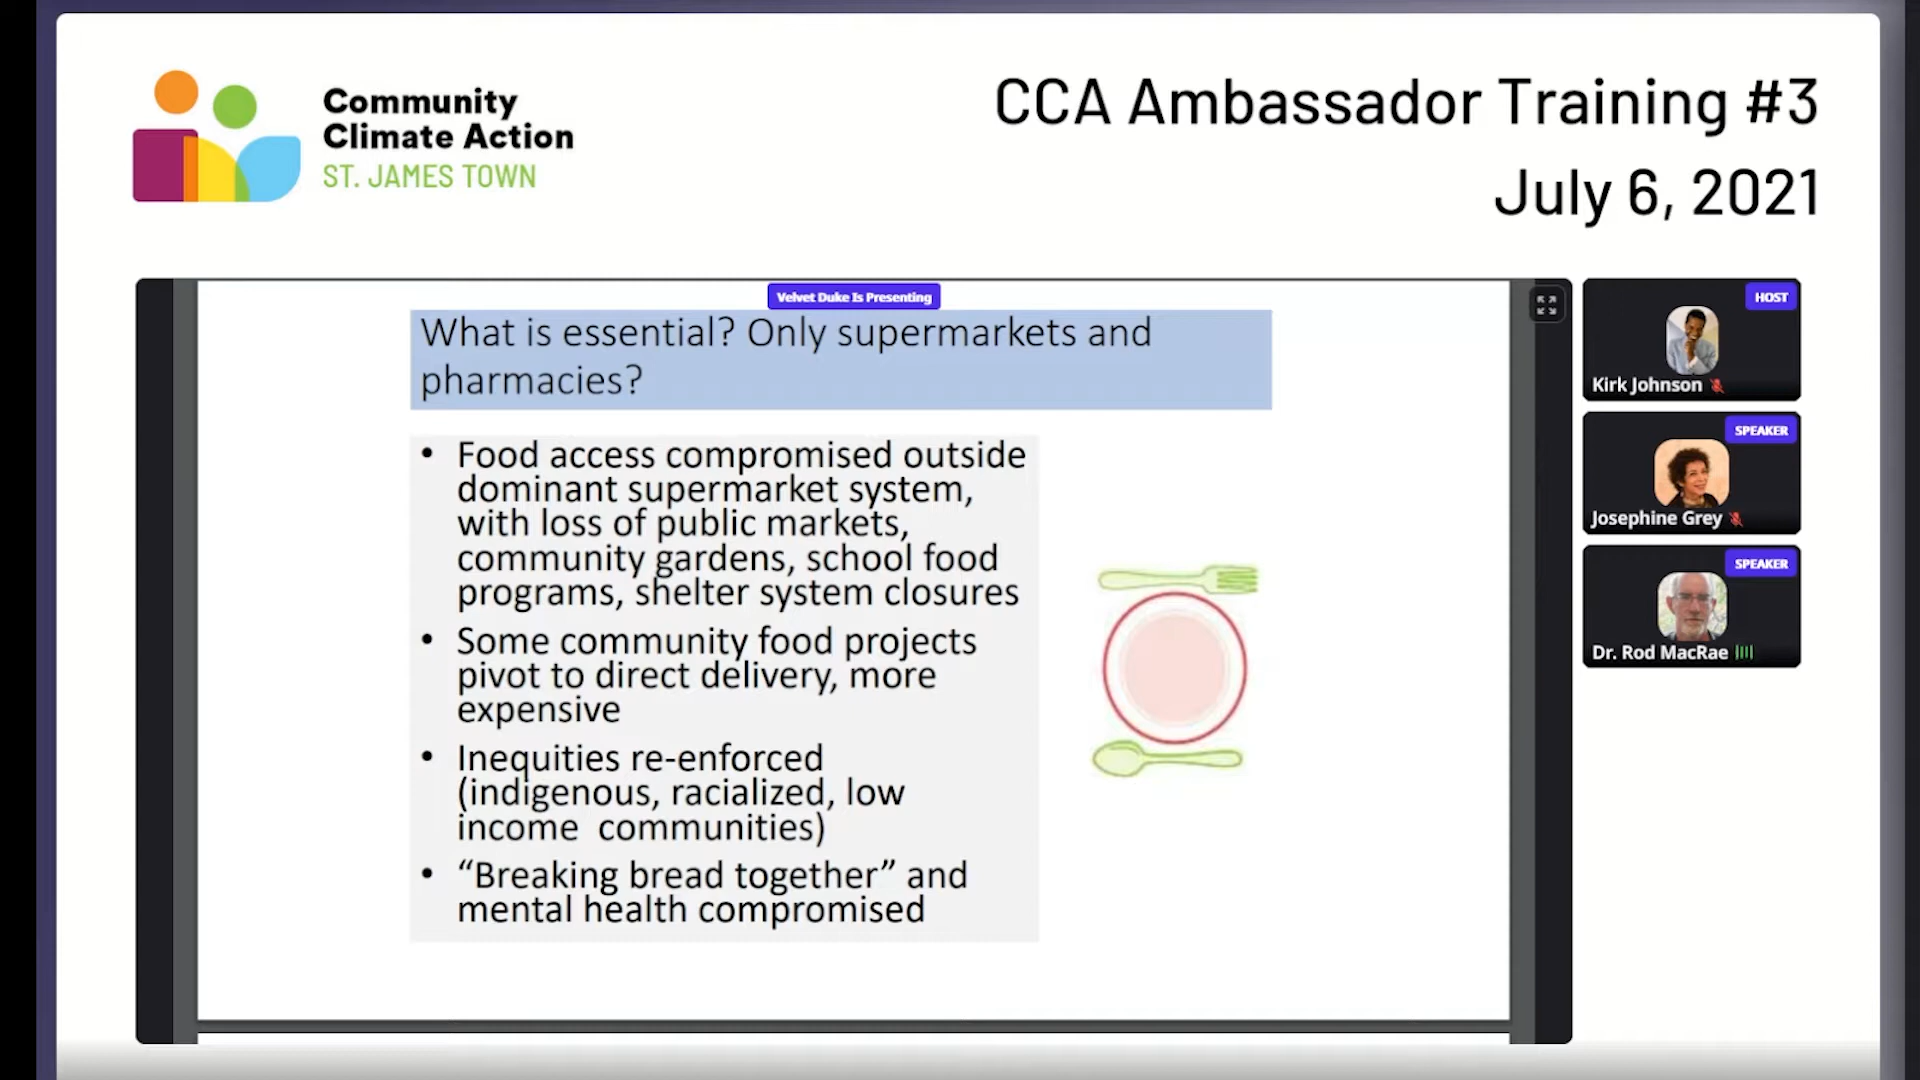 Community
Climate Action
ST. JAMES TOWN
CCA Ambassador Training #3
July 6, 2021
Velvet Duke Is Presenting
What is essential? Only supermarkets and
pharmacies?
• Food access compromised outside
dominant supermarket system,
with loss of public markets,
community gardens, school food
programs, shelter system closures
• Some community food projects
pivot to direct delivery, more
expensive
• Inequities re-enforced
(indigenous, racialized, low
income communities)
• “Breaking bread together” and
mental health compromised
HOST
Kirk Johnson
SPEAKER
Josephine Grey
SPEAKER
Dr. Rod MacRae